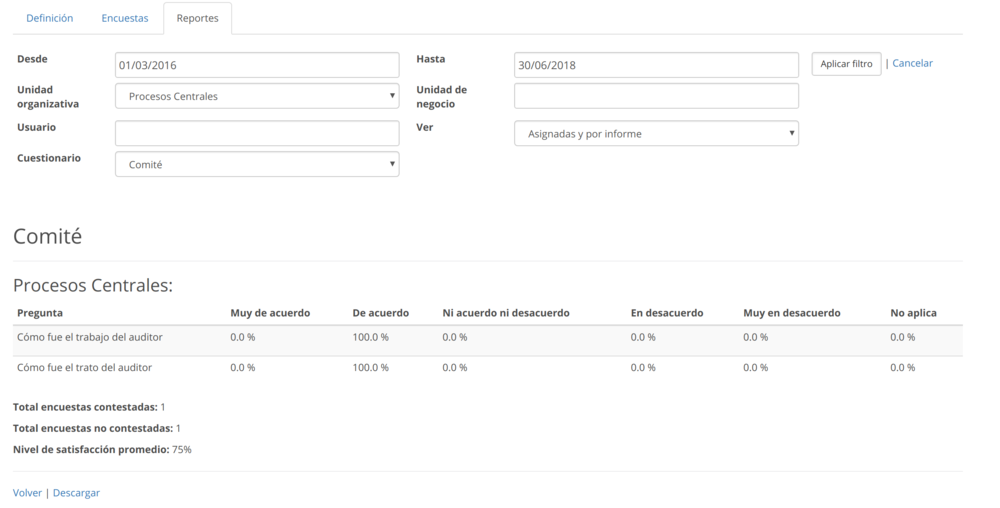 Definición Encuestas Reportes
Desde 01/03/2016 Hasta 30/06/2018 Aplicar filtro | Cancelar
Unidad organizativa Procesos Centrales Unidad de negocio
Usuario Ver Asignadas y por informe
Cuestionario Comité
Comité
Procesos Centrales:
Pregunta Muy de acuerdo De acuerdo Ni acuerdo ni desacuerdo En desacuerdo Muy en desacuerdo No aplica
Cómo fue el trabajo del auditor 0.0 % 100.0 % 0.0 % 0.0 % 0.0 % 0.0 %
Cómo fue el trato del auditor 0.0 % 100.0 % 0.0 % 0.0 % 0.0 % 0.0 %
Total encuestas contestadas: 1
Total encuestas no contestadas: 1
Nivel de satisfacción promedio: 75%
Volver | Descargar